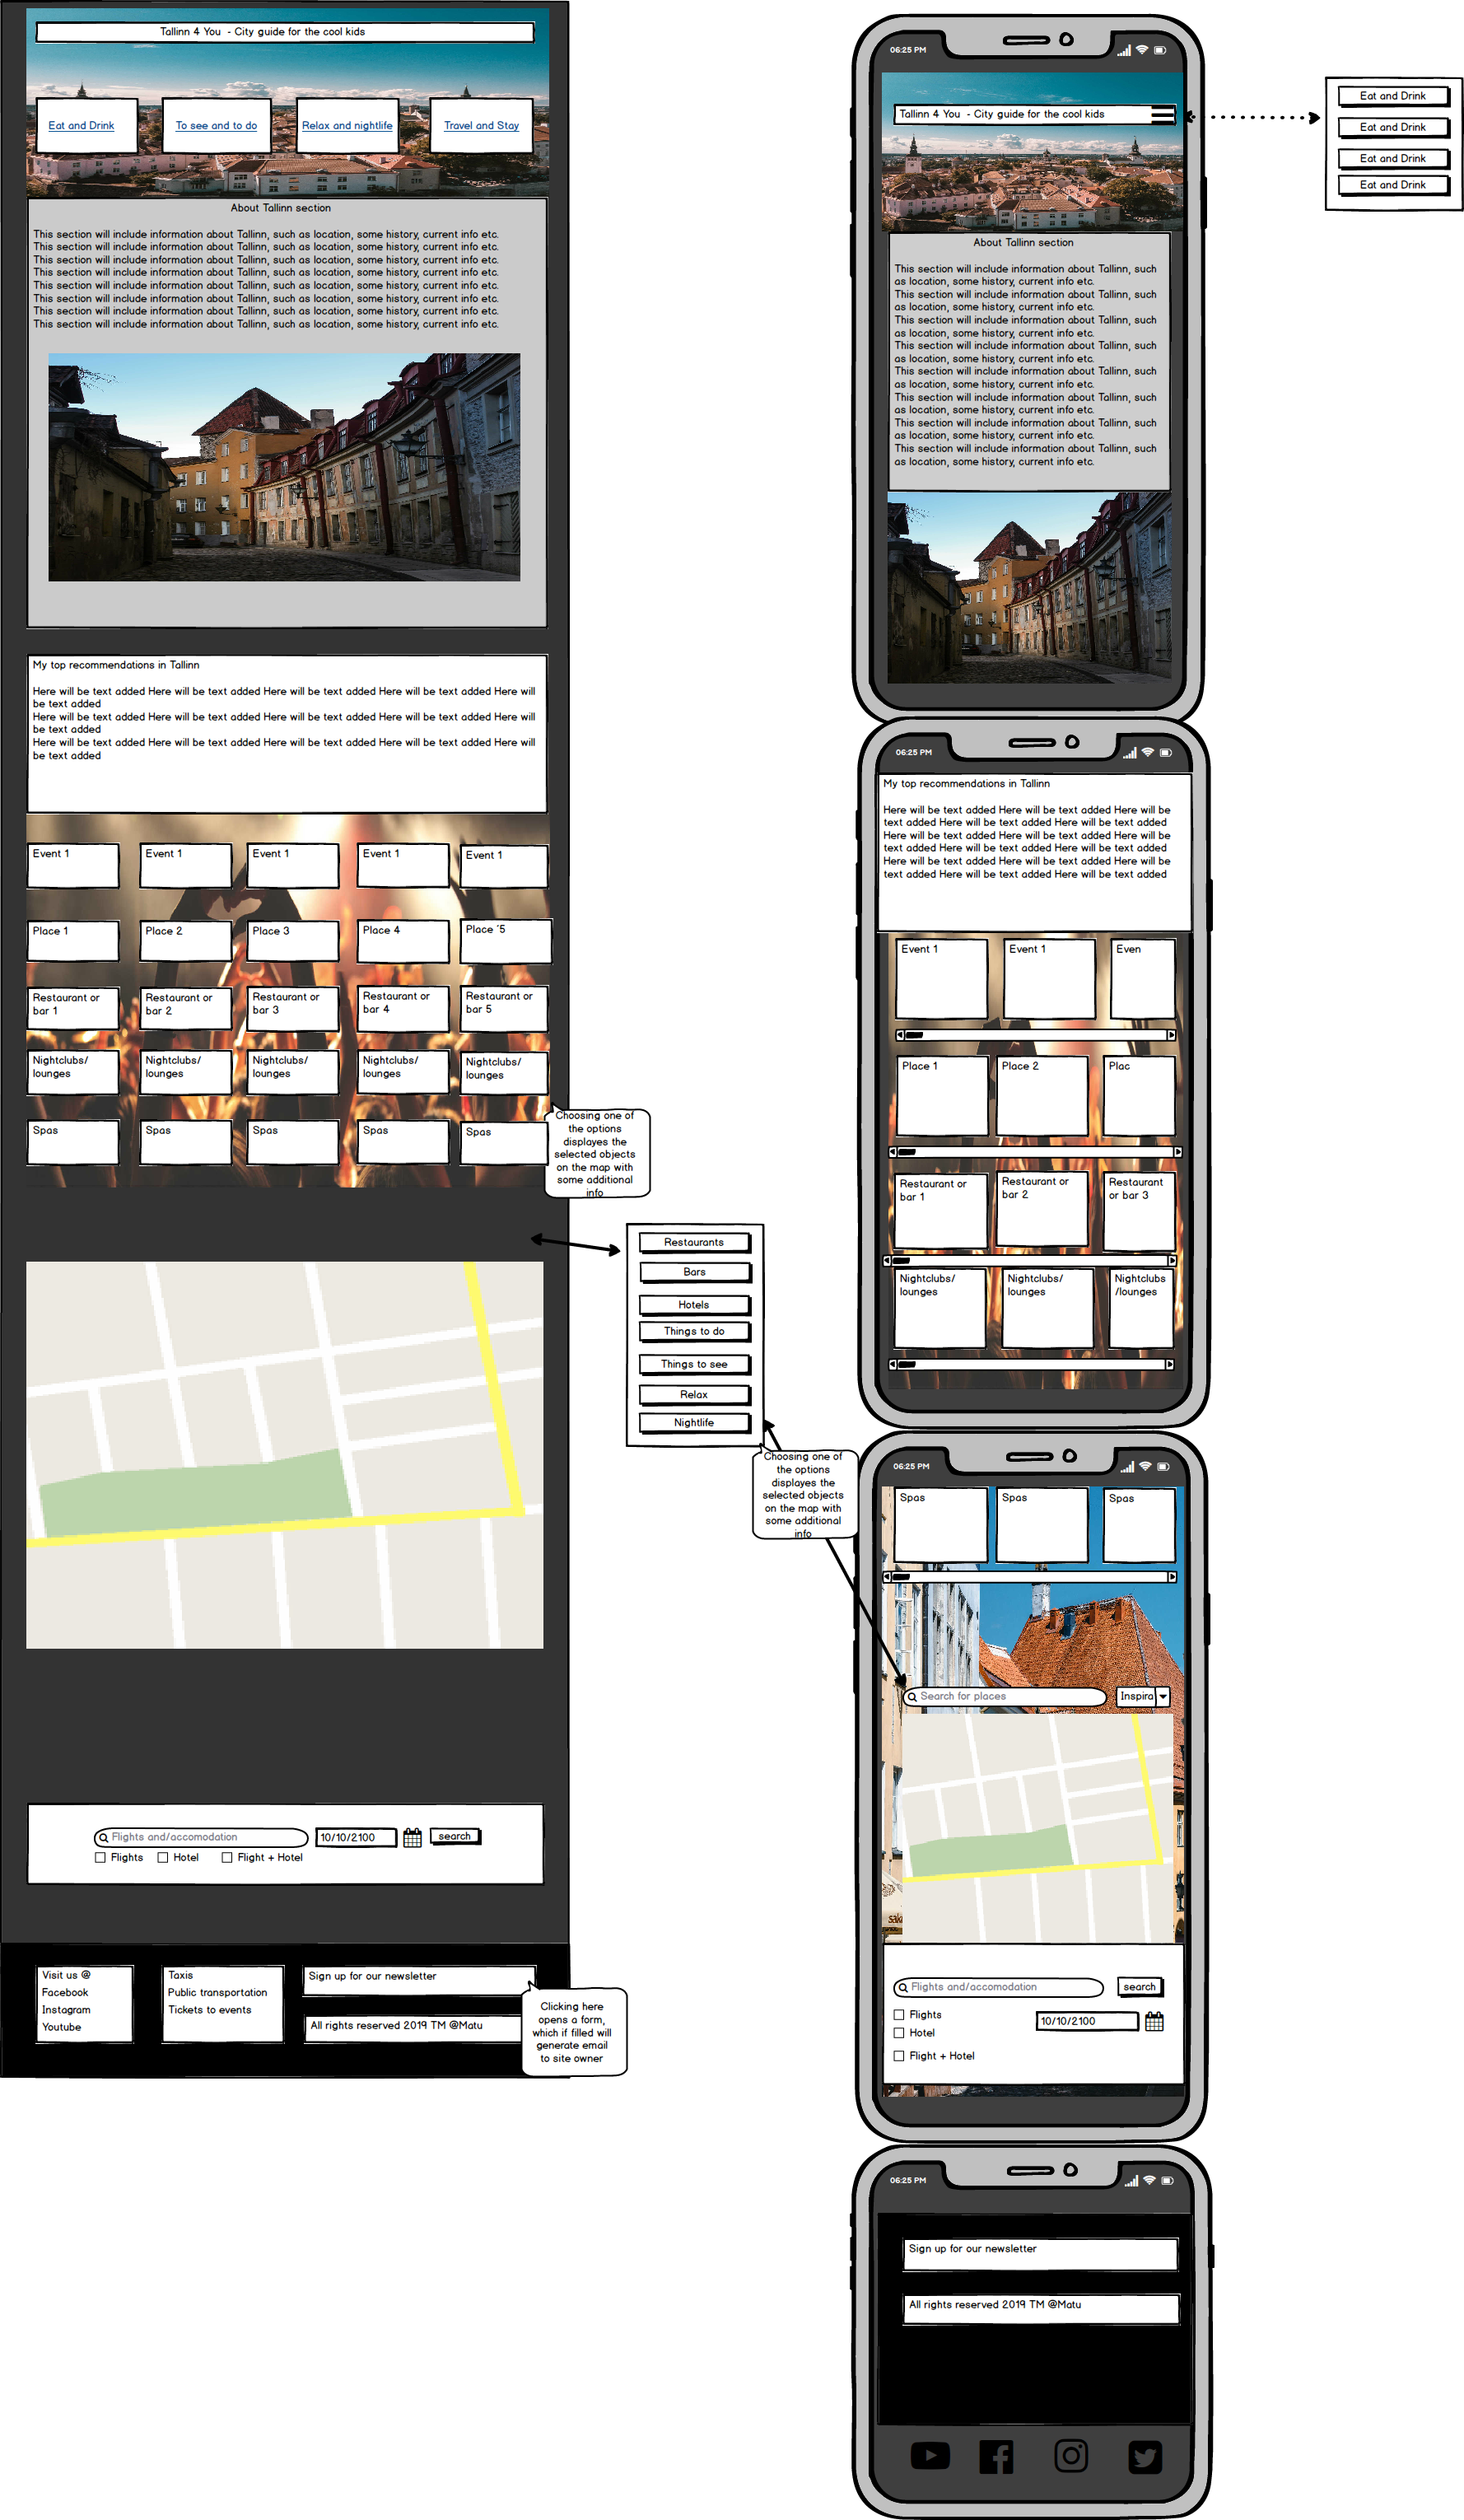 Tallinn 4 You - City guide for the cool kids
Eat and Drink
To see and to do
Relax and nightlife
Travel and Stay
About Tallinn section
This section will include information about Tallinn, such as location, some history, current info etc.
This section will include information about Tallinn, such as location, some history, current info etc.
This section will include information about Tallinn, such as location, some history, current info etc.
This section will include information about Tallinn, such as location, some history, current info etc.
This section will include information about Tallinn, such as location, some history, current info etc.
This section will include information about Tallinn, such as location, some history, current info etc.
This section will include information about Tallinn, such as location, some history, current info etc.
This section will include information about Tallinn, such as location, some history, current info etc.
My top recommendations in Tallinn
Here will be text added Here will be text added Here will be text added Here will be text added Here will
be text added
Here will be text added Here will be text added Here will be text added Here will be text added Here will
be text added
Here will be text added Here will be text added Here will be text added Here will be text added Here will
be text added
Event 1
Event 1
Event 1
Event 1
Event 1
Place 1
Place 2
Place 3
Place 4
Place ´5
Restaurant or
bar 1
Restaurant or
bar 2
Restaurant or
bar 3
Restaurant or
bar 4
Restaurant or
bar 5
Nightclubs/
lounges
Nightclubs/
lounges
Nightclubs/
lounges
Nightclubs/
lounges
Nightclubs/
lounges
Spas
Spas
Spas
Spas
Spas
Choosing one of
the options
displayes the
selected objects
on the map with
some additional
info
Restaurants
Bars
Hotels
Things to do
Things to see
Relax
Nightlife
Choosing one of
the options
displayes the
selected objects
on the map with
some additional
info
Flights and/accomodation
10/10/2100
search
Flights
Hotel
Flight + Hotel
Visit us @
Facebook
Instagram
Youtube
Taxis
Public transportation
Tickets to events
Sign up for our newsletter
All rights reserved 2019 TM @Matu
Clicking here
opens a form,
which if filled will
generate email
to site owner
06:25 PM
Tallinn 4 You - City guide for the cool kids
Eat and Drink
Eat and Drink
Eat and Drink
Eat and Drink
About Tallinn section
This section will include information about Tallinn, such
as location, some history, current info etc.
This section will include information about Tallinn, such
as location, some history, current info etc.
This section will include information about Tallinn, such
as location, some history, current info etc.
This section will include information about Tallinn, such
as location, some history, current info etc.
This section will include information about Tallinn, such
as location, some history, current info etc.
This section will include information about Tallinn, such
as location, some history, current info etc.
This section will include information about Tallinn, such
as location, some history, current info etc.
This section will include information about Tallinn, such
as location, some history, current info etc.
06:25 PM
My top recommendations in Tallinn
Here will be text added Here will be text added Here will be
text added Here will be text added Here will be text added
Here will be text added Here will be text added Here will be
text added Here will be text added Here will be text added
Here will be text added Here will be text added Here will be
text added Here will be text added Here will be text added
Event 1
Event 1
Even
Place 1
Place 2
Plac
Restaurant or
bar 1
Restaurant or
bar 2
Restaurant
or bar 3
Nightclubs/
lounges
Nightclubs/
lounges
Nightclubs
/lounges
06:25 PM
Spas
Spas
Spas
Search for places
Inspira
Flights and/accomodation
search
Flights
Hotel
Flight + Hotel
10/10/2100
06:25 PM
Sign up for our newsletter
All rights reserved 2019 TM @Matu